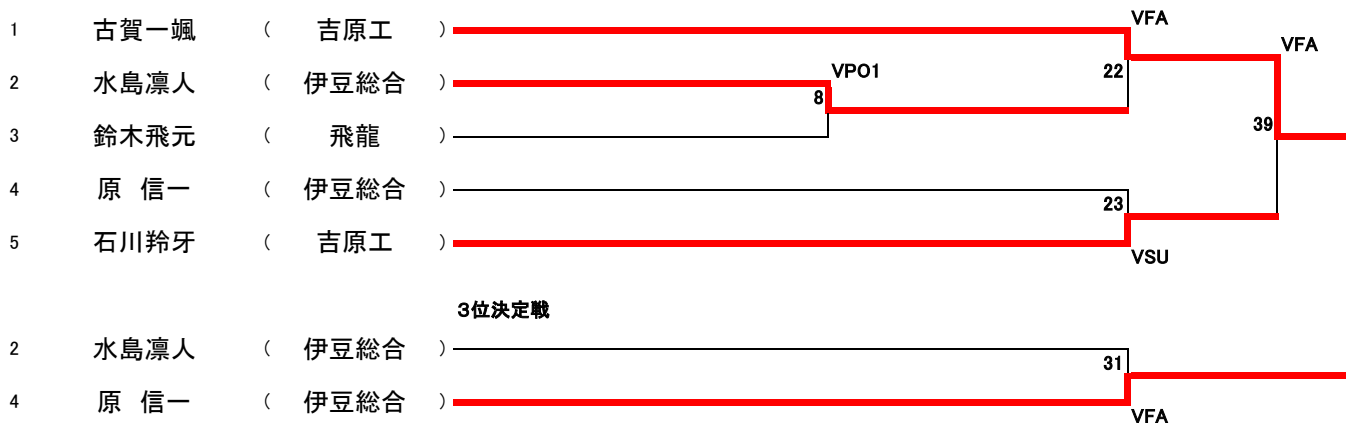 VFA
1 古賀一颯 ( 吉原工 )
VFA
22
2 水島凛人 ( 伊豆総合 )
VPO1
8
39
3 鈴木飛元 ( 飛龍 )
4 原 信一 ( 伊豆総合 )
23
5 石川羚牙 ( 吉原工 )
VSU
3位決定戦
2 水島凛人 ( 伊豆総合 )
31
4 原 信一 ( 伊豆総合 )
VFA